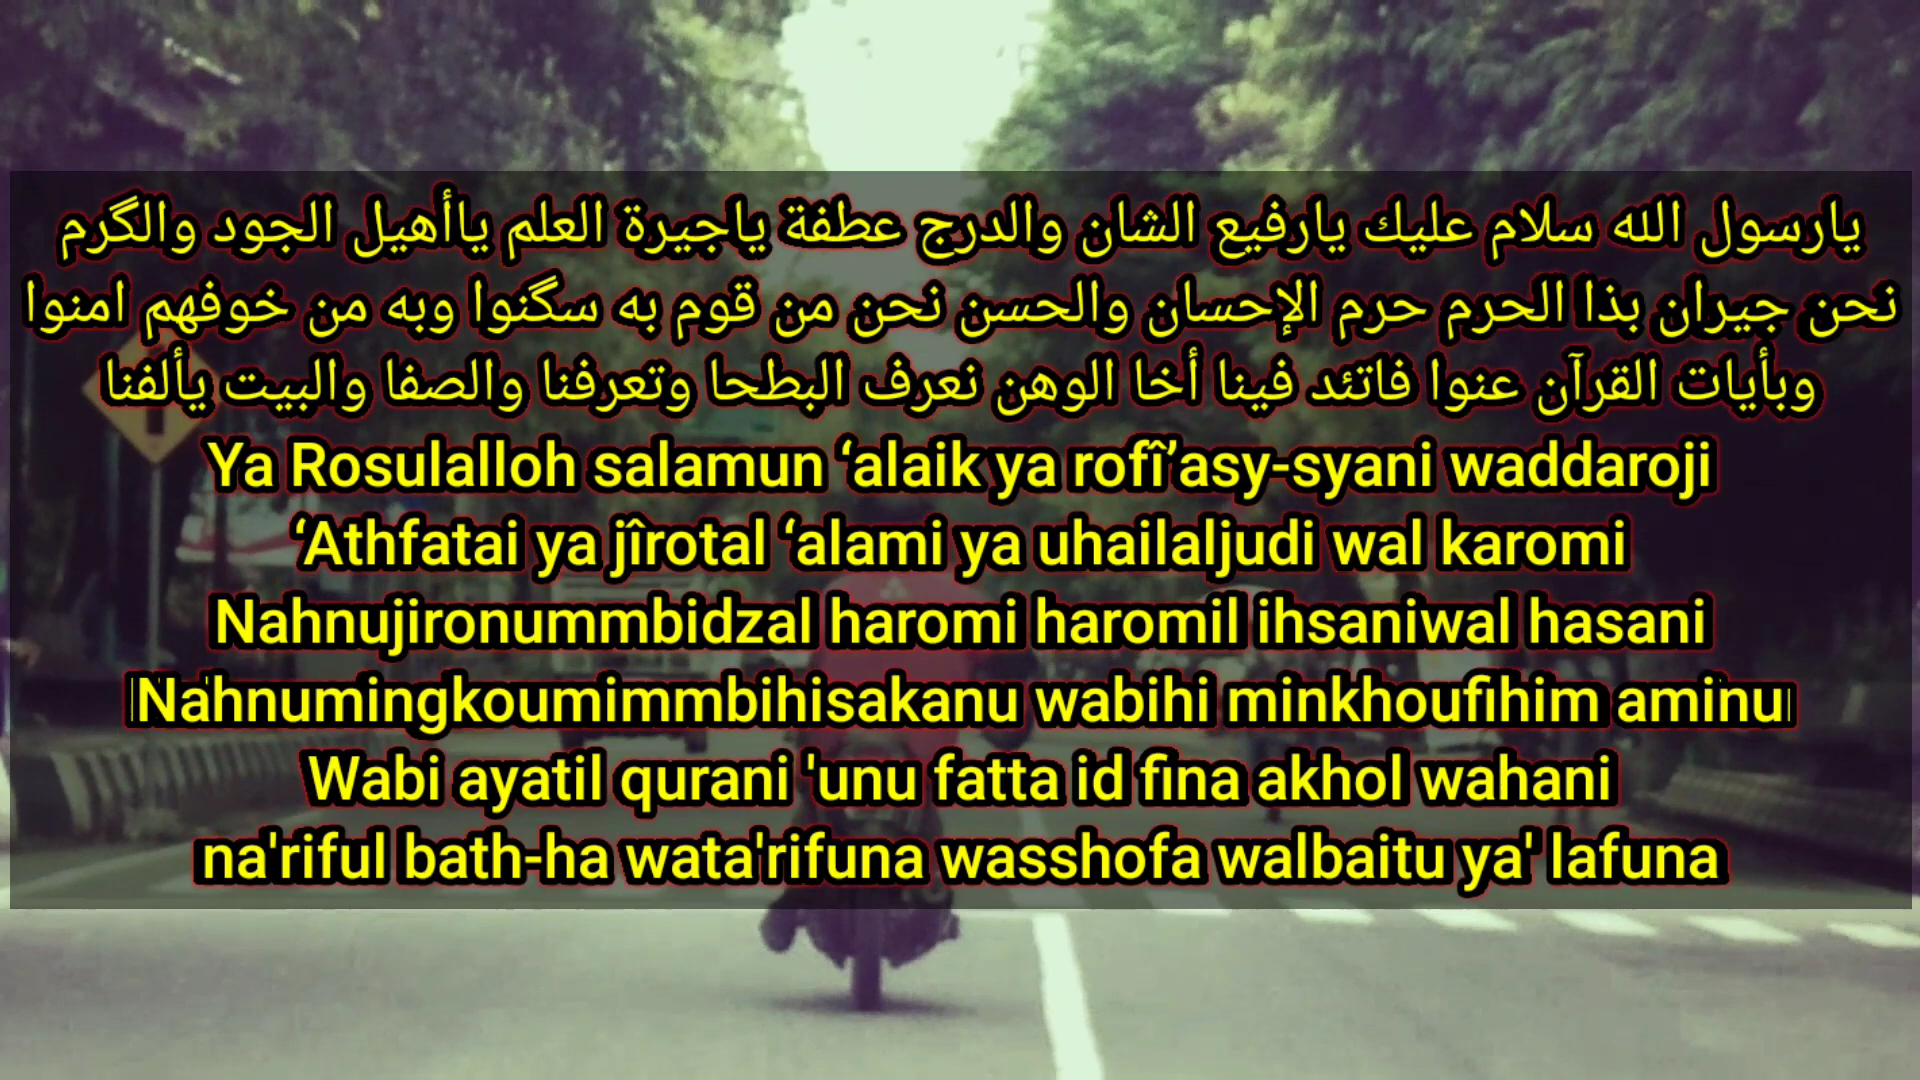 يارسول الله سلام عليك يارفيع الشان والدرج عطفة ياجيرة العلم ياأهيل الجود والگرم
نحن جيران بذا الحرم حرم الإحسان والحسن نحن من قوم به سگنوا وبه من خوفهم امنوا
وبأيات القرآن عنوا فاتئد فينا أخا الوهن نعرف البطحا وتعرفنا والصفا والبيت يألفنا
Ya Rosulalloh salamun ‘alaik ya rofî’asy-syani waddaroji
‘Athfatai ya jîrotal ‘alami ya uhailaljudi wal karomi
Nahnujironummbidzal haromi haromil ihsaniwal hasani
Nahnumingkoumimmbihisakanu wabihi minkhoufihim aminu
Wabi ayatil qurani 'unu fatta id fina akhol wahani
na'riful bath-ha wata'rifuna wasshofa walbaitu ya' lafuna